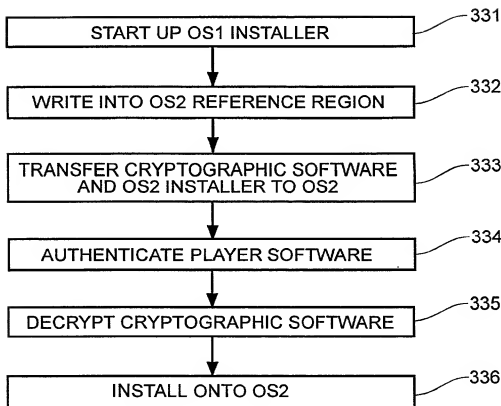 START UP OS1 INSTALLER
331
WRITE INTO OS2 REFERENCE REGION
332
TRANSFER CRYPTOGRAPHIC SOFTWARE
AND OS2 INSTALLER TO OS2
333
AUTHENTICATE PLAYER SOFTWARE
334
DECRYPT CRYPTOGRAPHIC SOFTWARE
335
INSTALL ONTO OS2
336